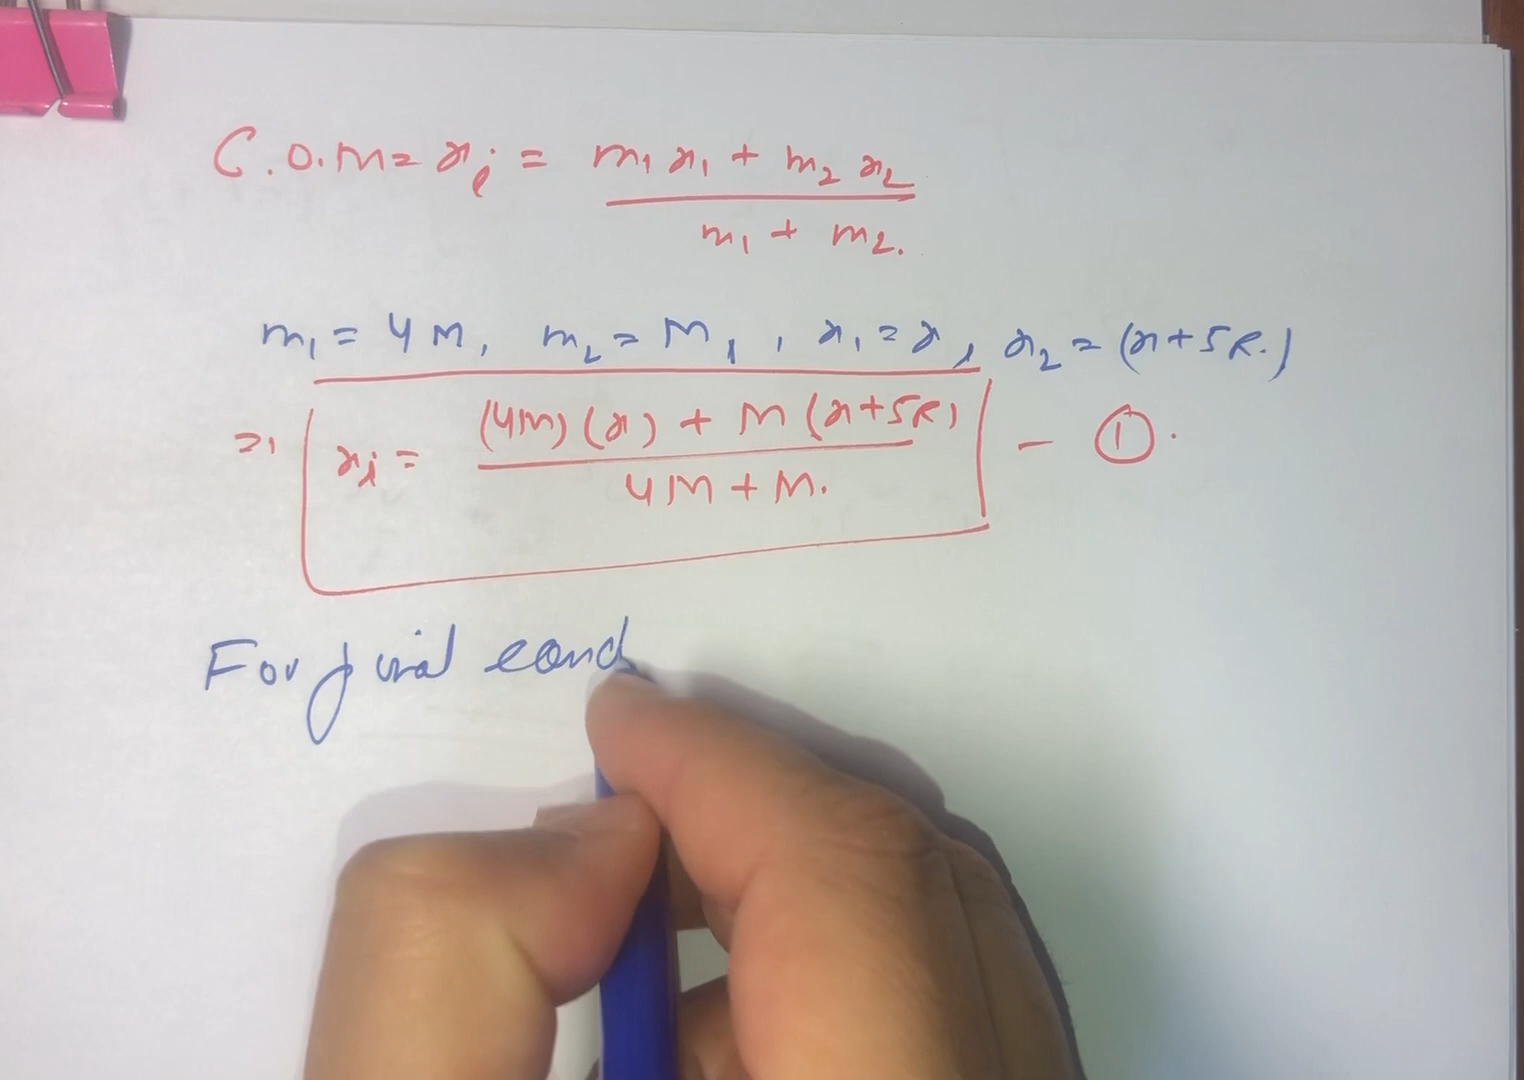 C.O.M = x_i = (m₁x₁ + m₂x₂) / (m₁ + m₂.)
m₁ = 4M, m₂ = M, , x₁ = x, x₂ = (x+5R.)
=> x_i = ((4M)(x) + M(x+5R)) / (4M + M.) – ①.
For final cond